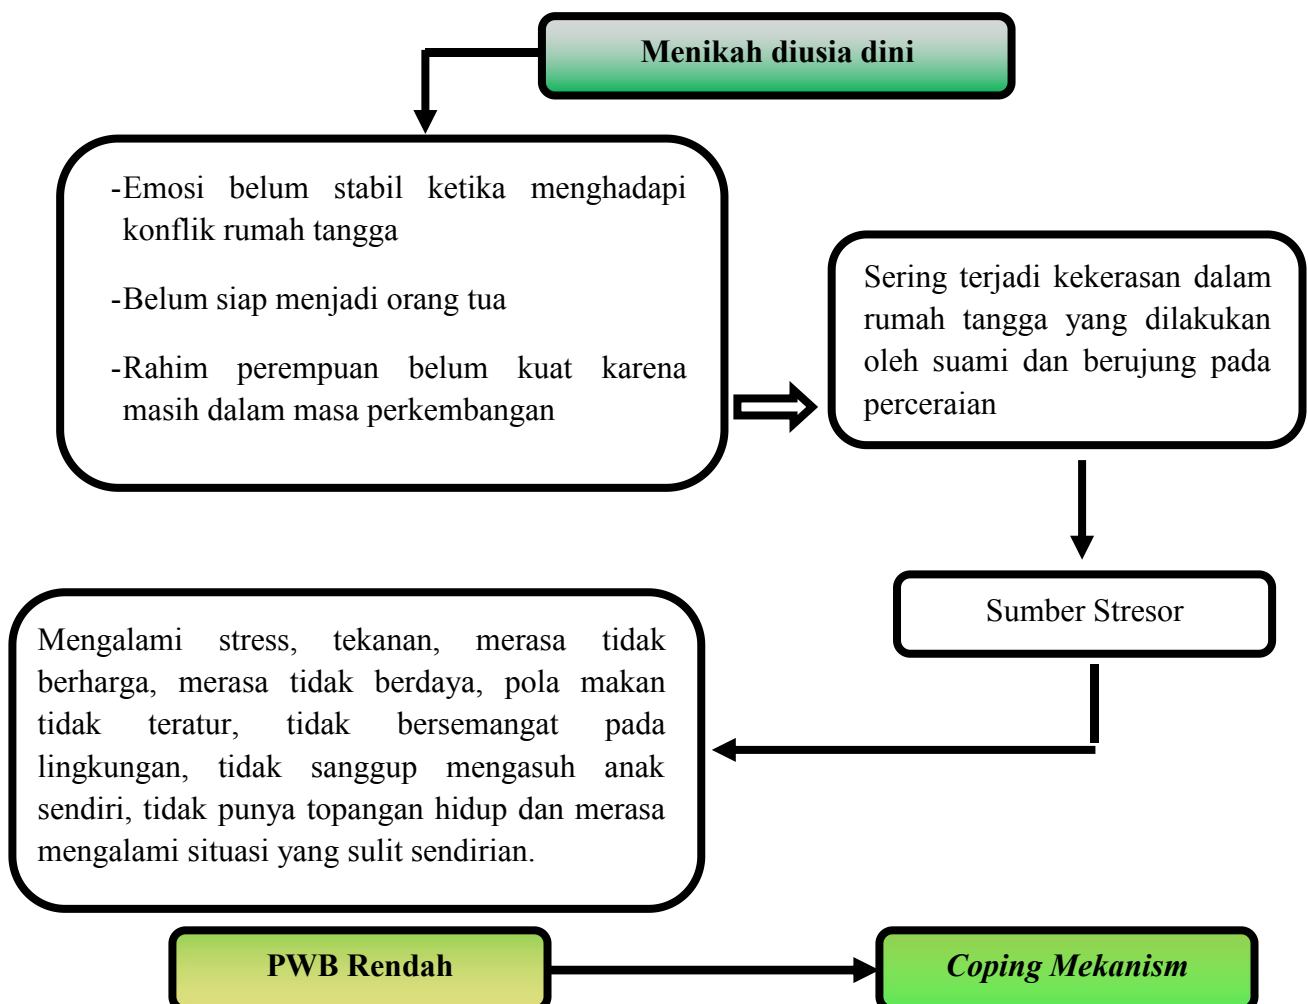 Menikah diusia dini
-Emosi belum stabil ketika menghadapi
konflik rumah tangga
-Belum siap menjadi orang tua
-Rahim perempuan belum kuat karena
masih dalam masa perkembangan
Sering terjadi kekerasan dalam
rumah tangga yang dilakukan
oleh suami dan berujung pada
perceraian
Sumber Stresor
Mengalami stress, tekanan, merasa tidak
berharga, merasa tidak berdaya, pola makan
tidak teratur, tidak bersemangat pada
lingkungan, tidak sanggup mengasuh anak
sendiri, tidak punya topangan hidup dan merasa
mengalami situasi yang sulit sendirian.
PWB Rendah
Coping Mekanism